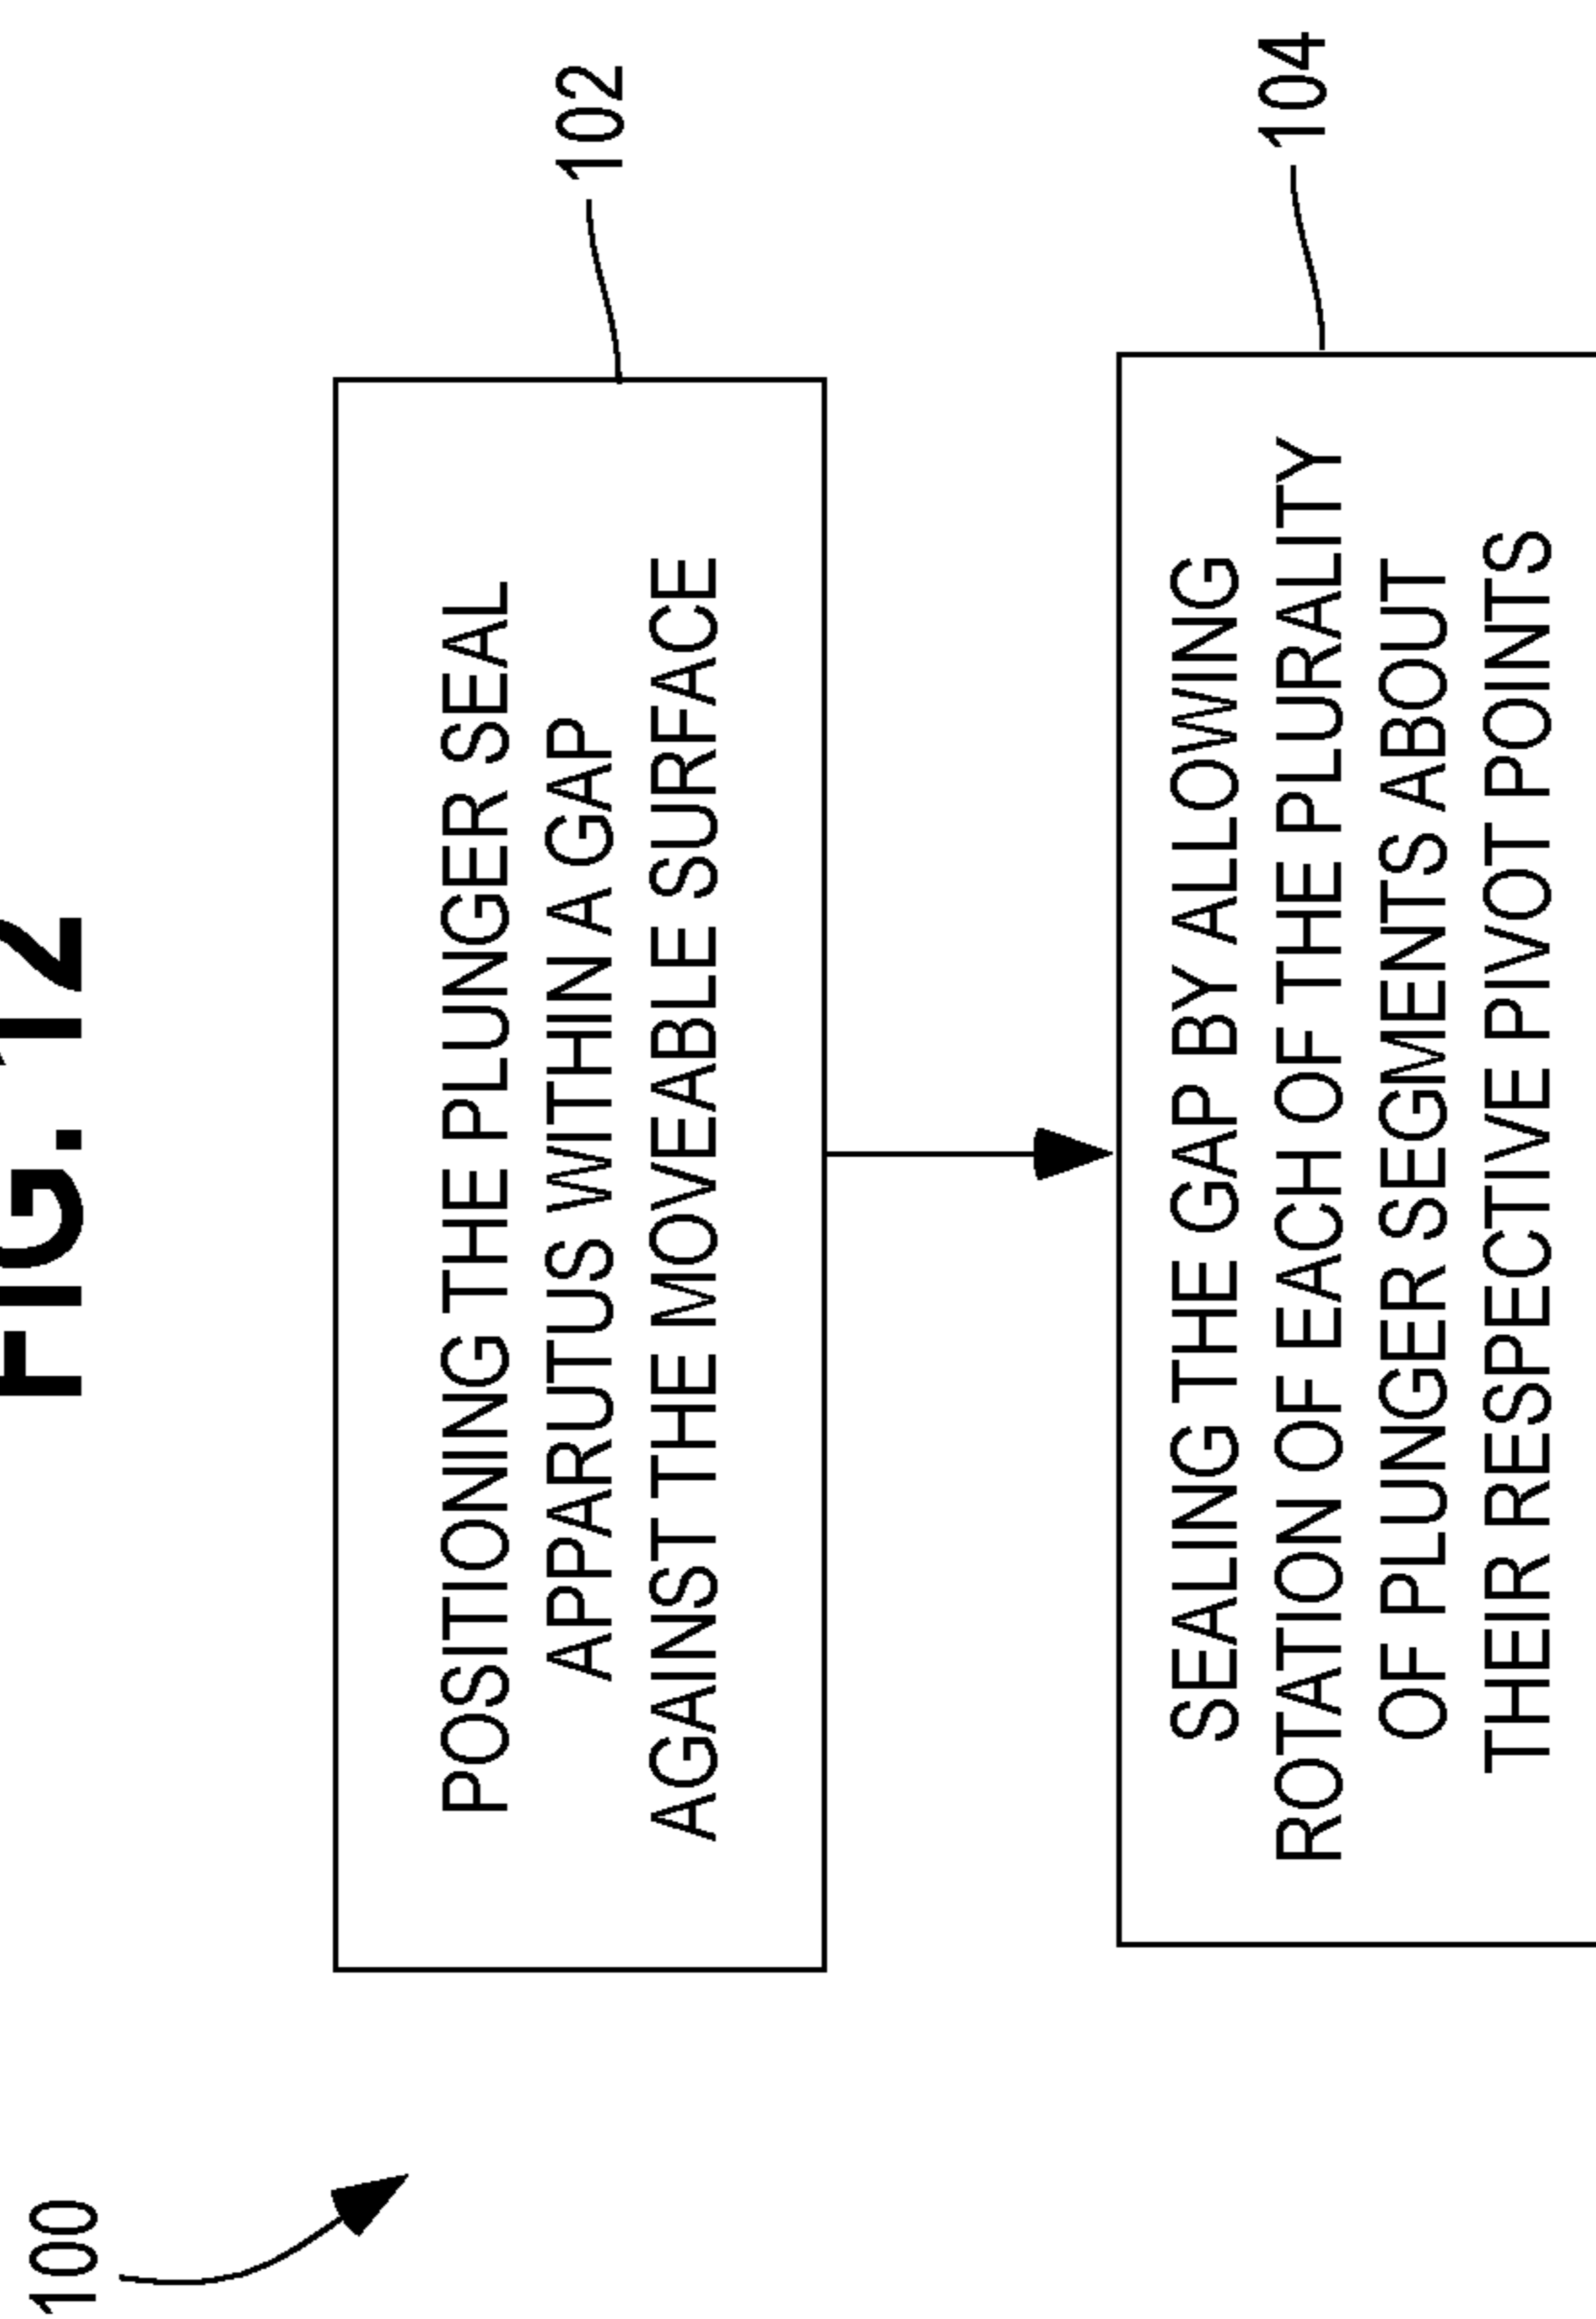 FIG. 12
100
POSITIONING THE PLUNGER SEAL
APPARUTUS WITHIN A GAP
AGAINST THE MOVEABLE SURFACE
102
SEALING THE GAP BY ALLOWING
ROTATION OF EACH OF THE PLURALITY
OF PLUNGER SEGMENTS ABOUT
THEIR RESPECTIVE PIVOT POINTS
104